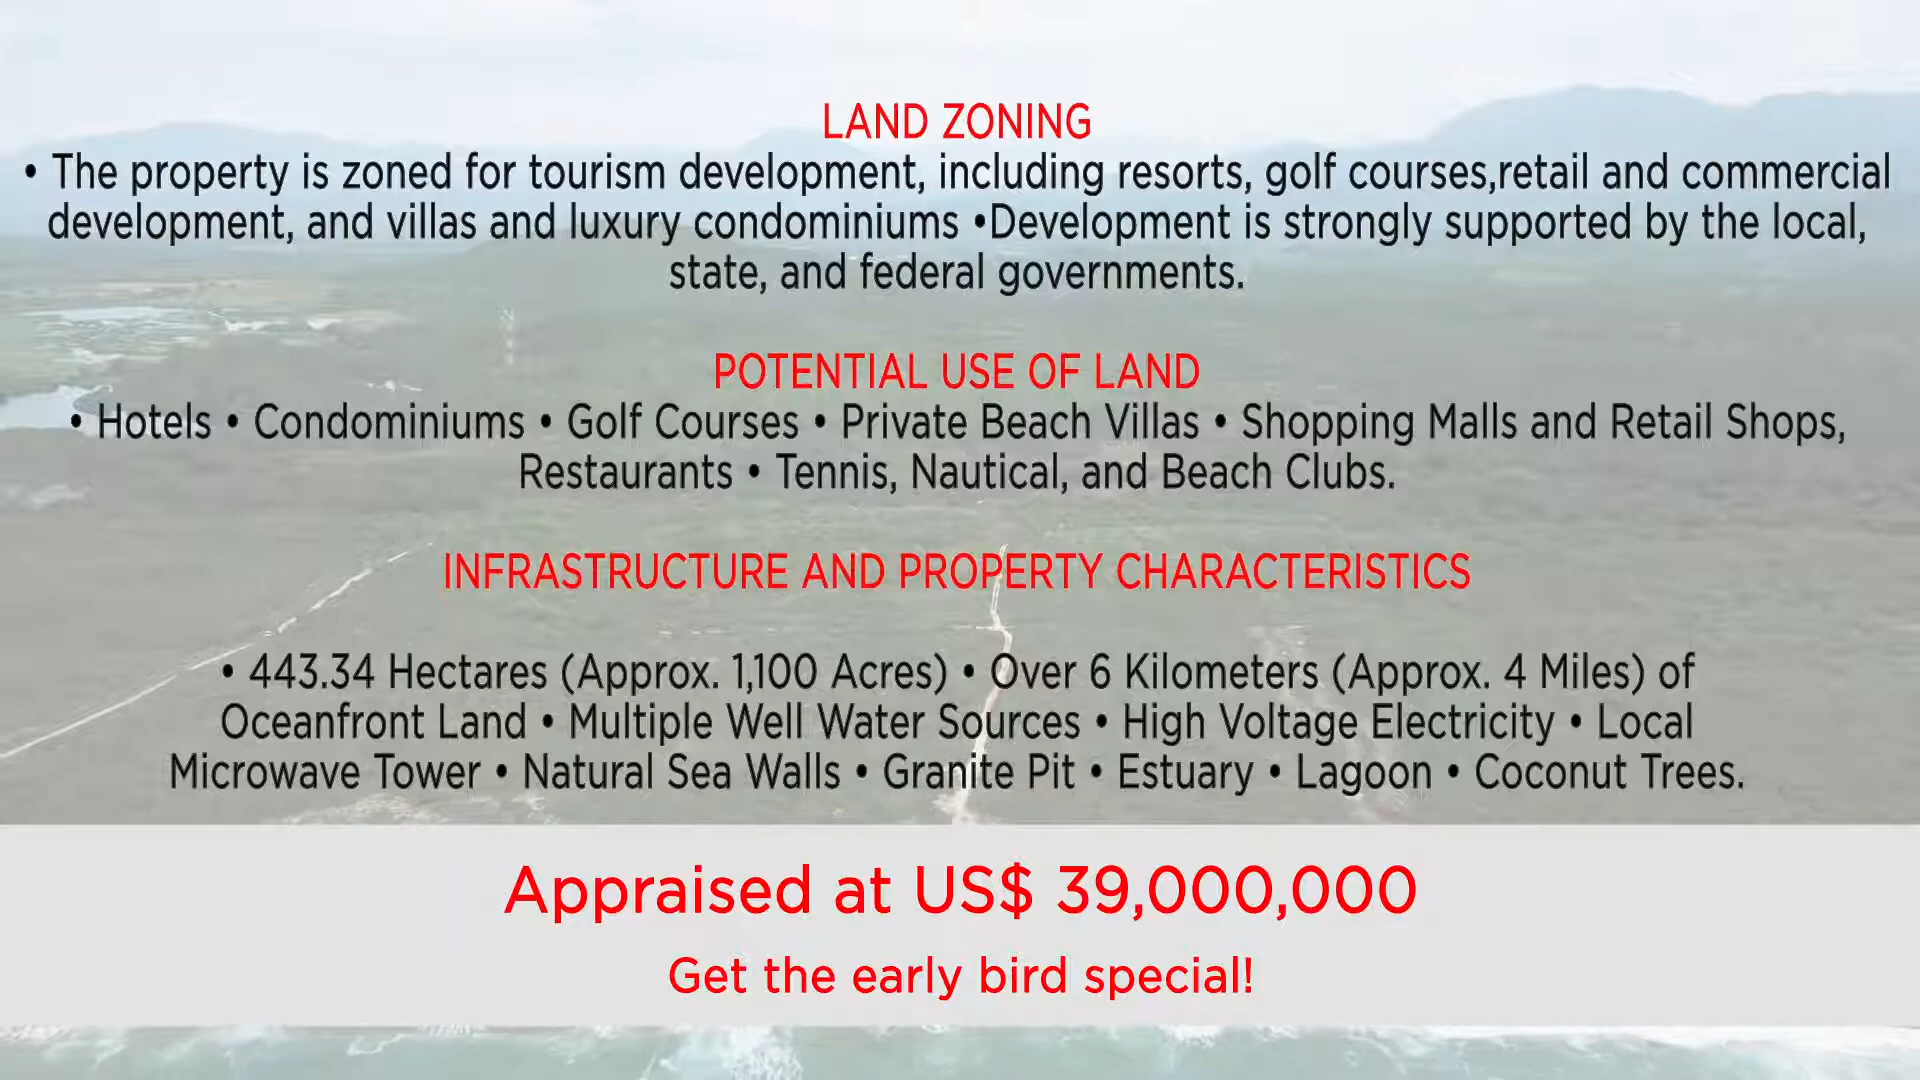 LAND ZONING
• The property is zoned for tourism development, including resorts, golf courses,retail and commercial
development, and villas and luxury condominiums •Development is strongly supported by the local,
state, and federal governments.
POTENTIAL USE OF LAND
• Hotels • Condominiums • Golf Courses • Private Beach Villas • Shopping Malls and Retail Shops,
Restaurants • Tennis, Nautical, and Beach Clubs.
INFRASTRUCTURE AND PROPERTY CHARACTERISTICS
• 443.34 Hectares (Approx. 1,100 Acres) • Over 6 Kilometers (Approx. 4 Miles) of
Oceanfront Land • Multiple Well Water Sources • High Voltage Electricity • Local
Microwave Tower • Natural Sea Walls • Granite Pit • Estuary • Lagoon • Coconut Trees.
Appraised at US$ 39,000,000
Get the early bird special!